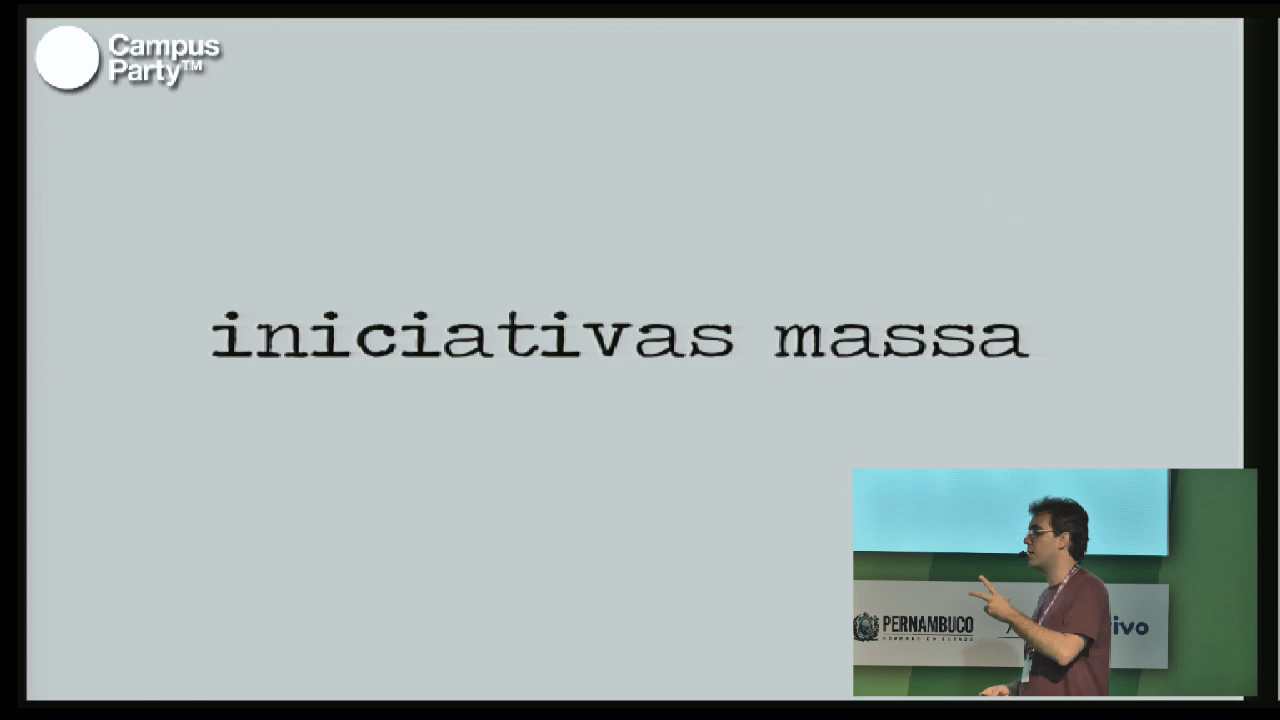 Campus
Party™
iniciativas massa
PERNAMBUCO
ivo